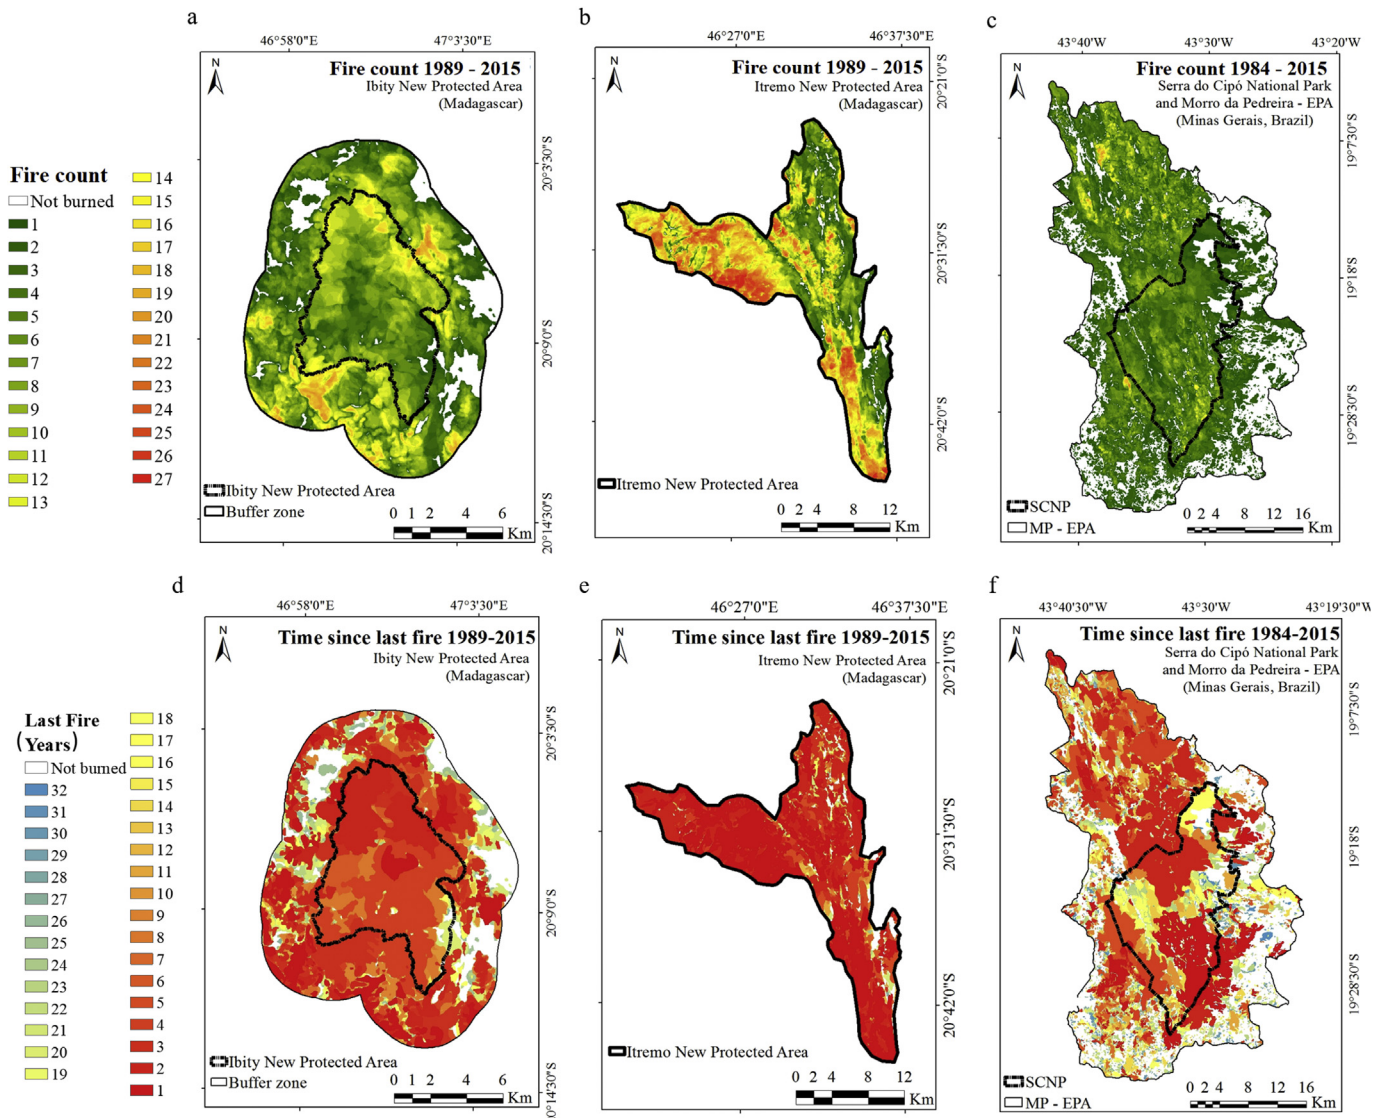 a
46°58'0"E
47°3'30"E
N
Fire count 1989 - 2015
Ibity New Protected Area
(Madagascar)
20°3'30"S
20°9'0"S
20°14'30"S
Ibity New Protected Area
Buffer zone
0 1 2 4 6
Km
b
46°27'0"E
46°37'30"E
N
Fire count 1989 - 2015
Itremo New Protected Area
(Madagascar)
20°21'0"S
20°31'30"S
20°42'0"S
Itremo New Protected Area
0 2 4 8 12
Km
c
43°40'W
43°30'W
43°20'W
N
Fire count 1984 - 2015
Serra do Cipó National Park
and Morro da Pedreira - EPA
(Minas Gerais, Brazil)
19°7'30"S
19°18'S
19°28'30"S
SCNP
MP - EPA
0 2 4 8 12 16
Km
Fire count
Not burned
1
2
3
4
5
6
7
8
9
10
11
12
13
14
15
16
17
18
19
20
21
22
23
24
25
26
27
d
46°58'0"E
47°3'30"E
N
Time since last fire 1989-2015
Ibity New Protected Area
(Madagascar)
20°3'30"S
20°9'0"S
20°14'30"S
Ibity New Protected Area
Buffer zone
0 1 2 4 6
Km
e
46°27'0"E
46°37'30"E
N
Time since last fire 1989-2015
Itremo New Protected Area
(Madagascar)
20°21'0"S
20°31'30"S
20°42'0"S
Itremo New Protected Area
0 2 4 8 12
Km
f
43°40'30"W
43°30'W
43°19'30"W
N
Time since last fire 1984-2015
Serra do Cipó National Park
and Morro da Pedreira - EPA
(Minas Gerais, Brazil)
19°7'30"S
19°18'S
19°28'30"S
SCNP
MP - EPA
0 2 4 8 12 16
Km
Last Fire
(Years)
Not burned
32
31
30
29
28
27
26
25
24
23
22
21
20
19
18
17
16
15
14
13
12
11
10
9
8
7
6
5
4
3
2
1